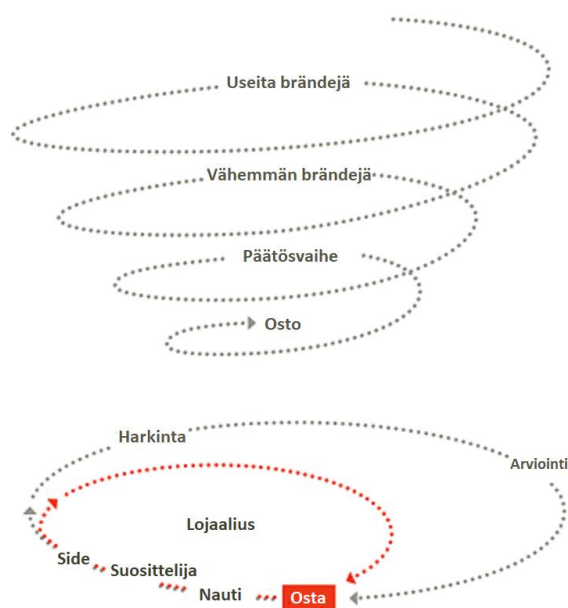 Useita brändejä
Vähemmän brändejä
Päätösvaihe
Osto
Harkinta
Arviointi
Lojaalius
Side
Suosittelija
Nauti
Osta